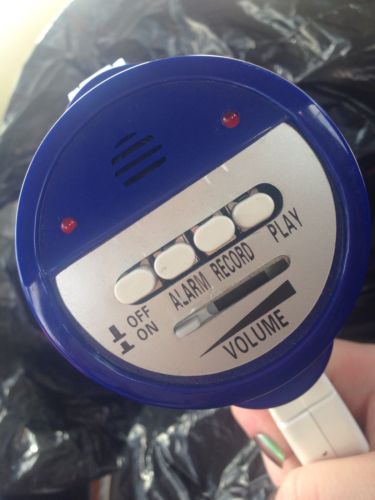 OFF
ON
ALARM RECORD PLAY
VOLUME